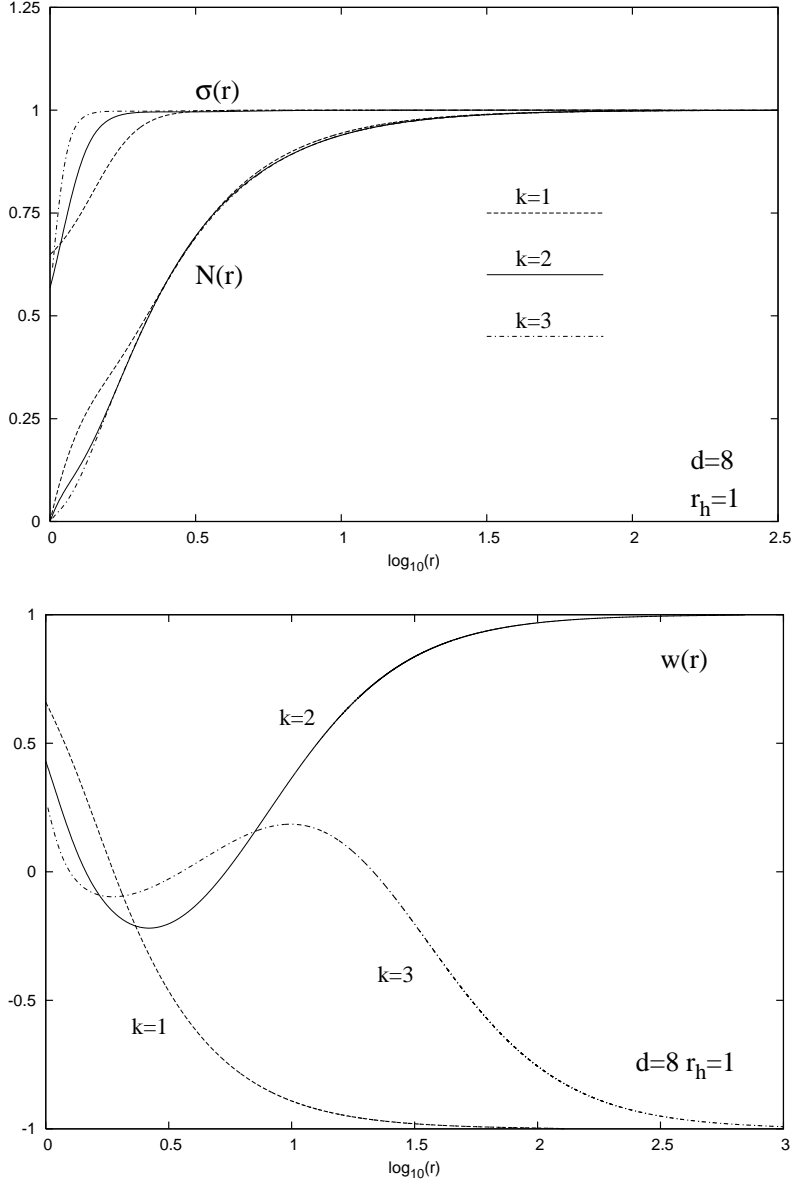 1.25
1
0.75
0.5
0.25
0
σ(r)
N(r)
k=1
k=2
k=3
d=8
r_h=1
0 0.5 1 1.5 2 2.5
log10(r)
1
0.5
0
-0.5
-1
w(r)
k=2
k=3
k=1
d=8 r_h=1
0 0.5 1 1.5 2 2.5 3
log10(r)